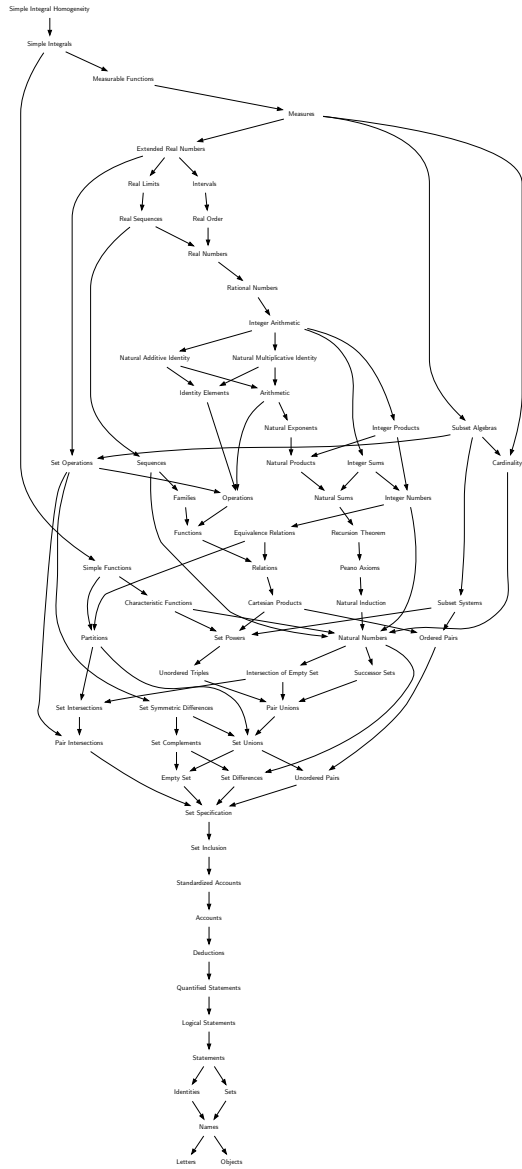 Simple Integral Homogeneity
Simple Integrals
Measurable Functions
Measures
Extended Real Numbers
Real Limits Intervals
Real Sequences Real Order
Real Numbers
Rational Numbers
Integer Arithmetic
Natural Additive Identity Natural Multiplicative Identity
Identity Elements Arithmetic
Natural Exponents Integer Products Subset Algebras
Set Operations Sequences Natural Products Integer Sums Cardinality
Families Operations Natural Sums Integer Numbers
Functions Equivalence Relations Recursion Theorem
Simple Functions Relations Peano Axioms
Characteristic Functions Cartesian Products Natural Induction Subset Systems
Partitions Set Powers Natural Numbers Ordered Pairs
Unordered Triples Intersection of Empty Set Successor Sets
Set Intersections Set Symmetric Differences Pair Unions
Pair Intersections Set Complements Set Unions
Empty Set Set Differences Unordered Pairs
Set Specification
Set Inclusion
Standardized Accounts
Accounts
Deductions
Quantified Statements
Logical Statements
Statements
Identities Sets
Names
Letters Objects